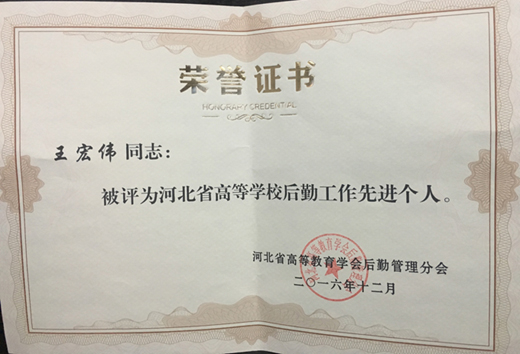 荣誉证书
HONORARY CREDENTIAL
王宏伟 同志：
被评为河北省高等学校后勤工作先进个人。
河北省高等教育学会后勤管理分会
二〇一六年十二月